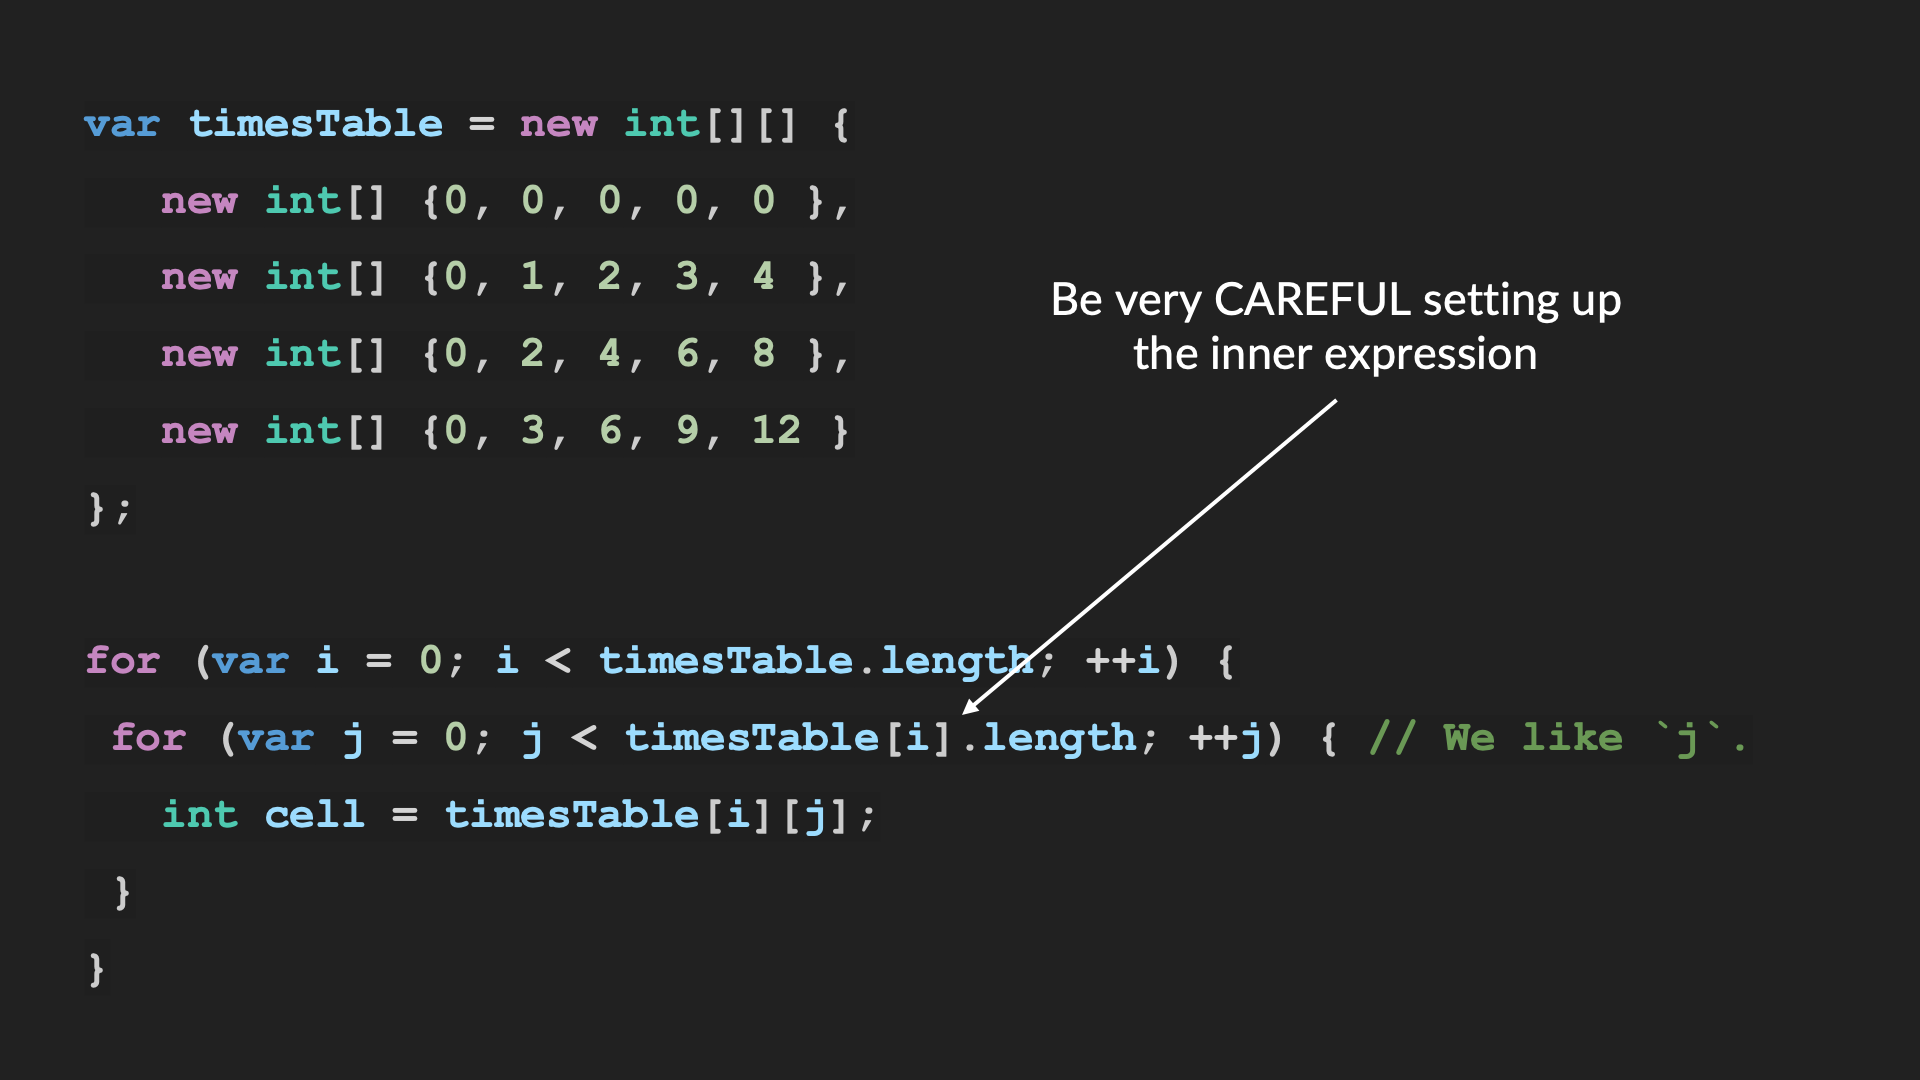 var timesTable = new int[][] {
   new int[] {0, 0, 0, 0, 0 },
   new int[] {0, 1, 2, 3, 4 },
   new int[] {0, 2, 4, 6, 8 },
   new int[] {0, 3, 6, 9, 12 }
};
Be very CAREFUL setting up
the inner expression
for (var i = 0; i < timesTable.length; ++i) {
 for (var j = 0; j < timesTable[i].length; ++j) { // We like `j`.
   int cell = timesTable[i][j];
 }
}